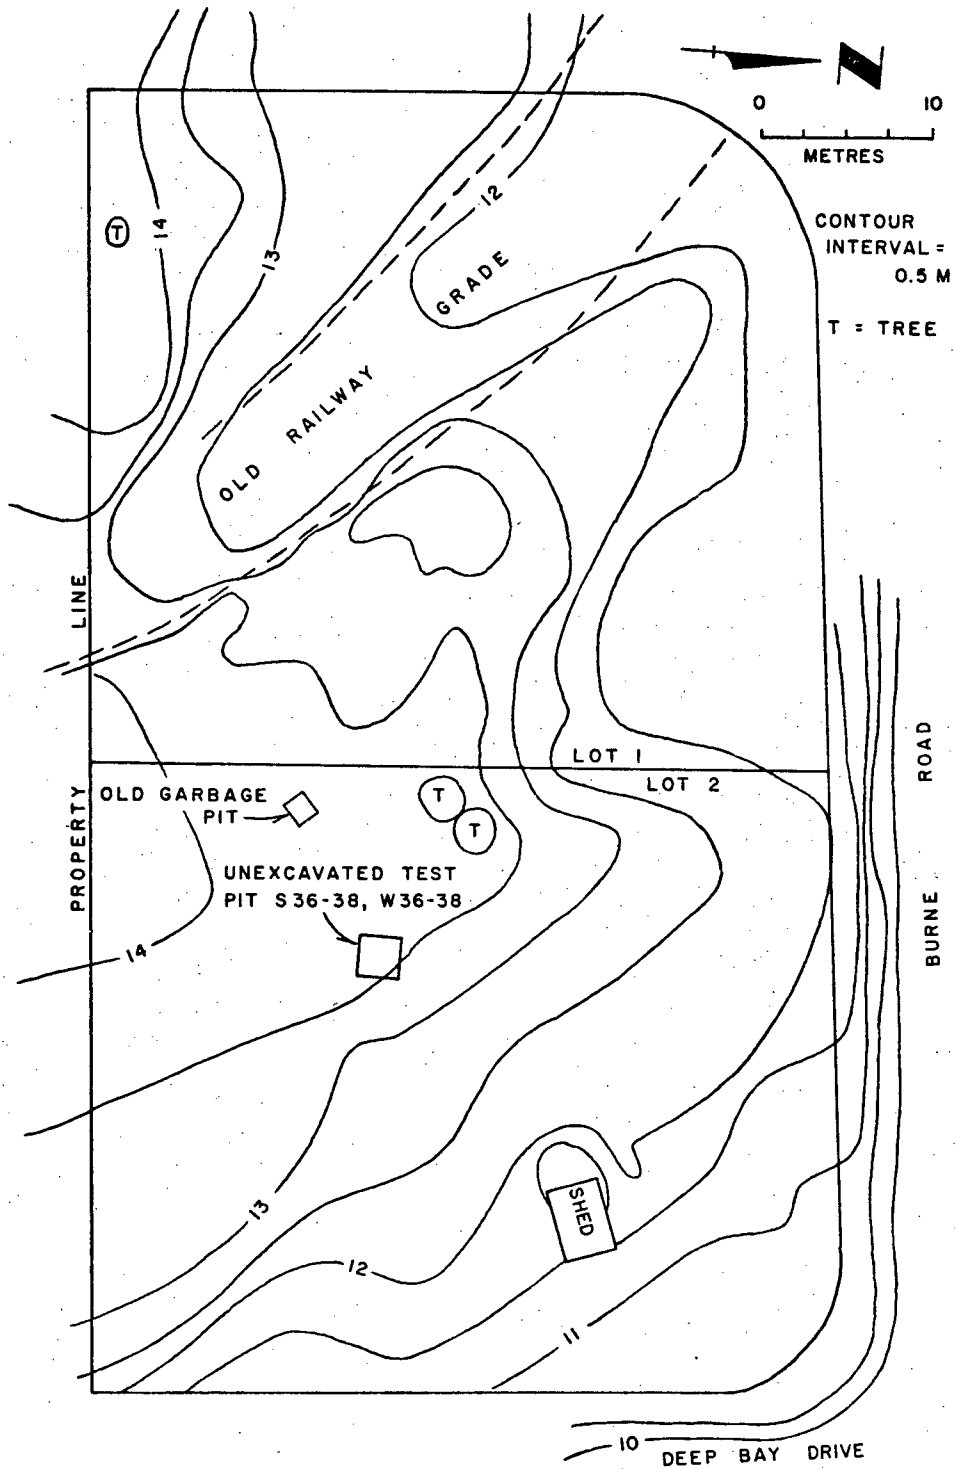 N
0 10
METRES
CONTOUR
INTERVAL =
0.5 M
T = TREE
T
14
13
12
OLD RAILWAY GRADE
PROPERTY LINE
LOT 1
LOT 2
OLD GARBAGE
PIT
T
T
UNEXCAVATED TEST
PIT S36-38, W36-38
14
BURNE ROAD
13
12
SHED
11
10
DEEP BAY DRIVE